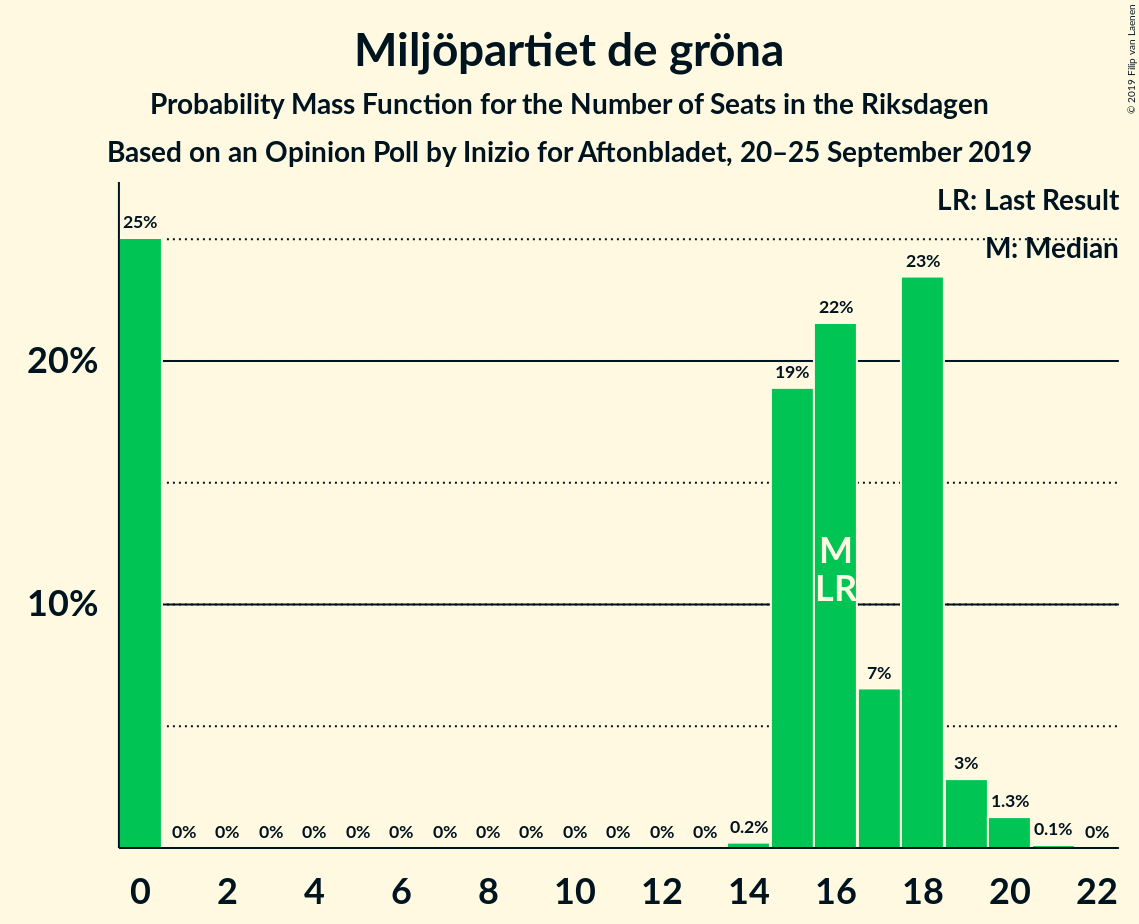 Miljöpartiet de gröna
Probability Mass Function for the Number of Seats in the Riksdagen
Based on an Opinion Poll by Inizio for Aftonbladet, 20–25 September 2019
© 2019 Filip van Laenen
LR: Last Result
M: Median
25%
0%
0%
0%
0%
0%
0%
0%
0%
0%
0%
0%
0%
0%
0.2%
19%
22%
7%
23%
3%
1.3%
0.1%
0%
20%
10%
M
LR
0 2 4 6 8 10 12 14 16 18 20 22